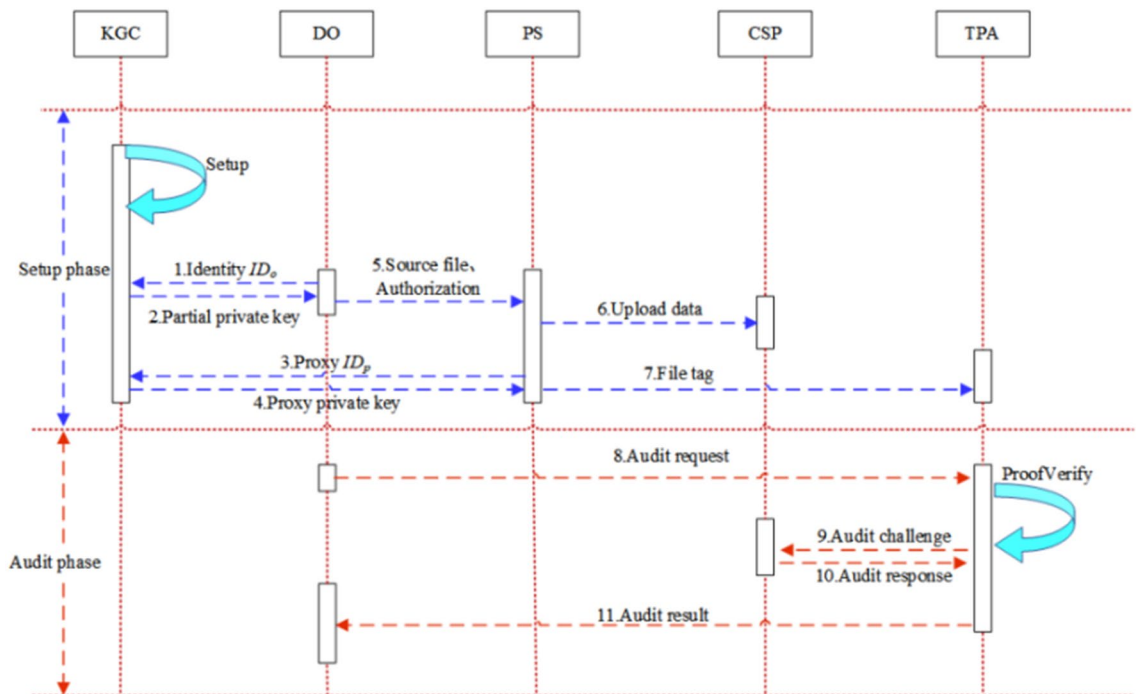 KGC
DO
PS
CSP
TPA
Setup
Setup phase
1.Identity IDₒ
2.Partial private key
5.Source file、
Authorization
6.Upload data
3.Proxy IDₚ
4.Proxy private key
7.File tag
8.Audit request
ProofVerify
Audit phase
9.Audit challenge
10.Audit response
11.Audit result